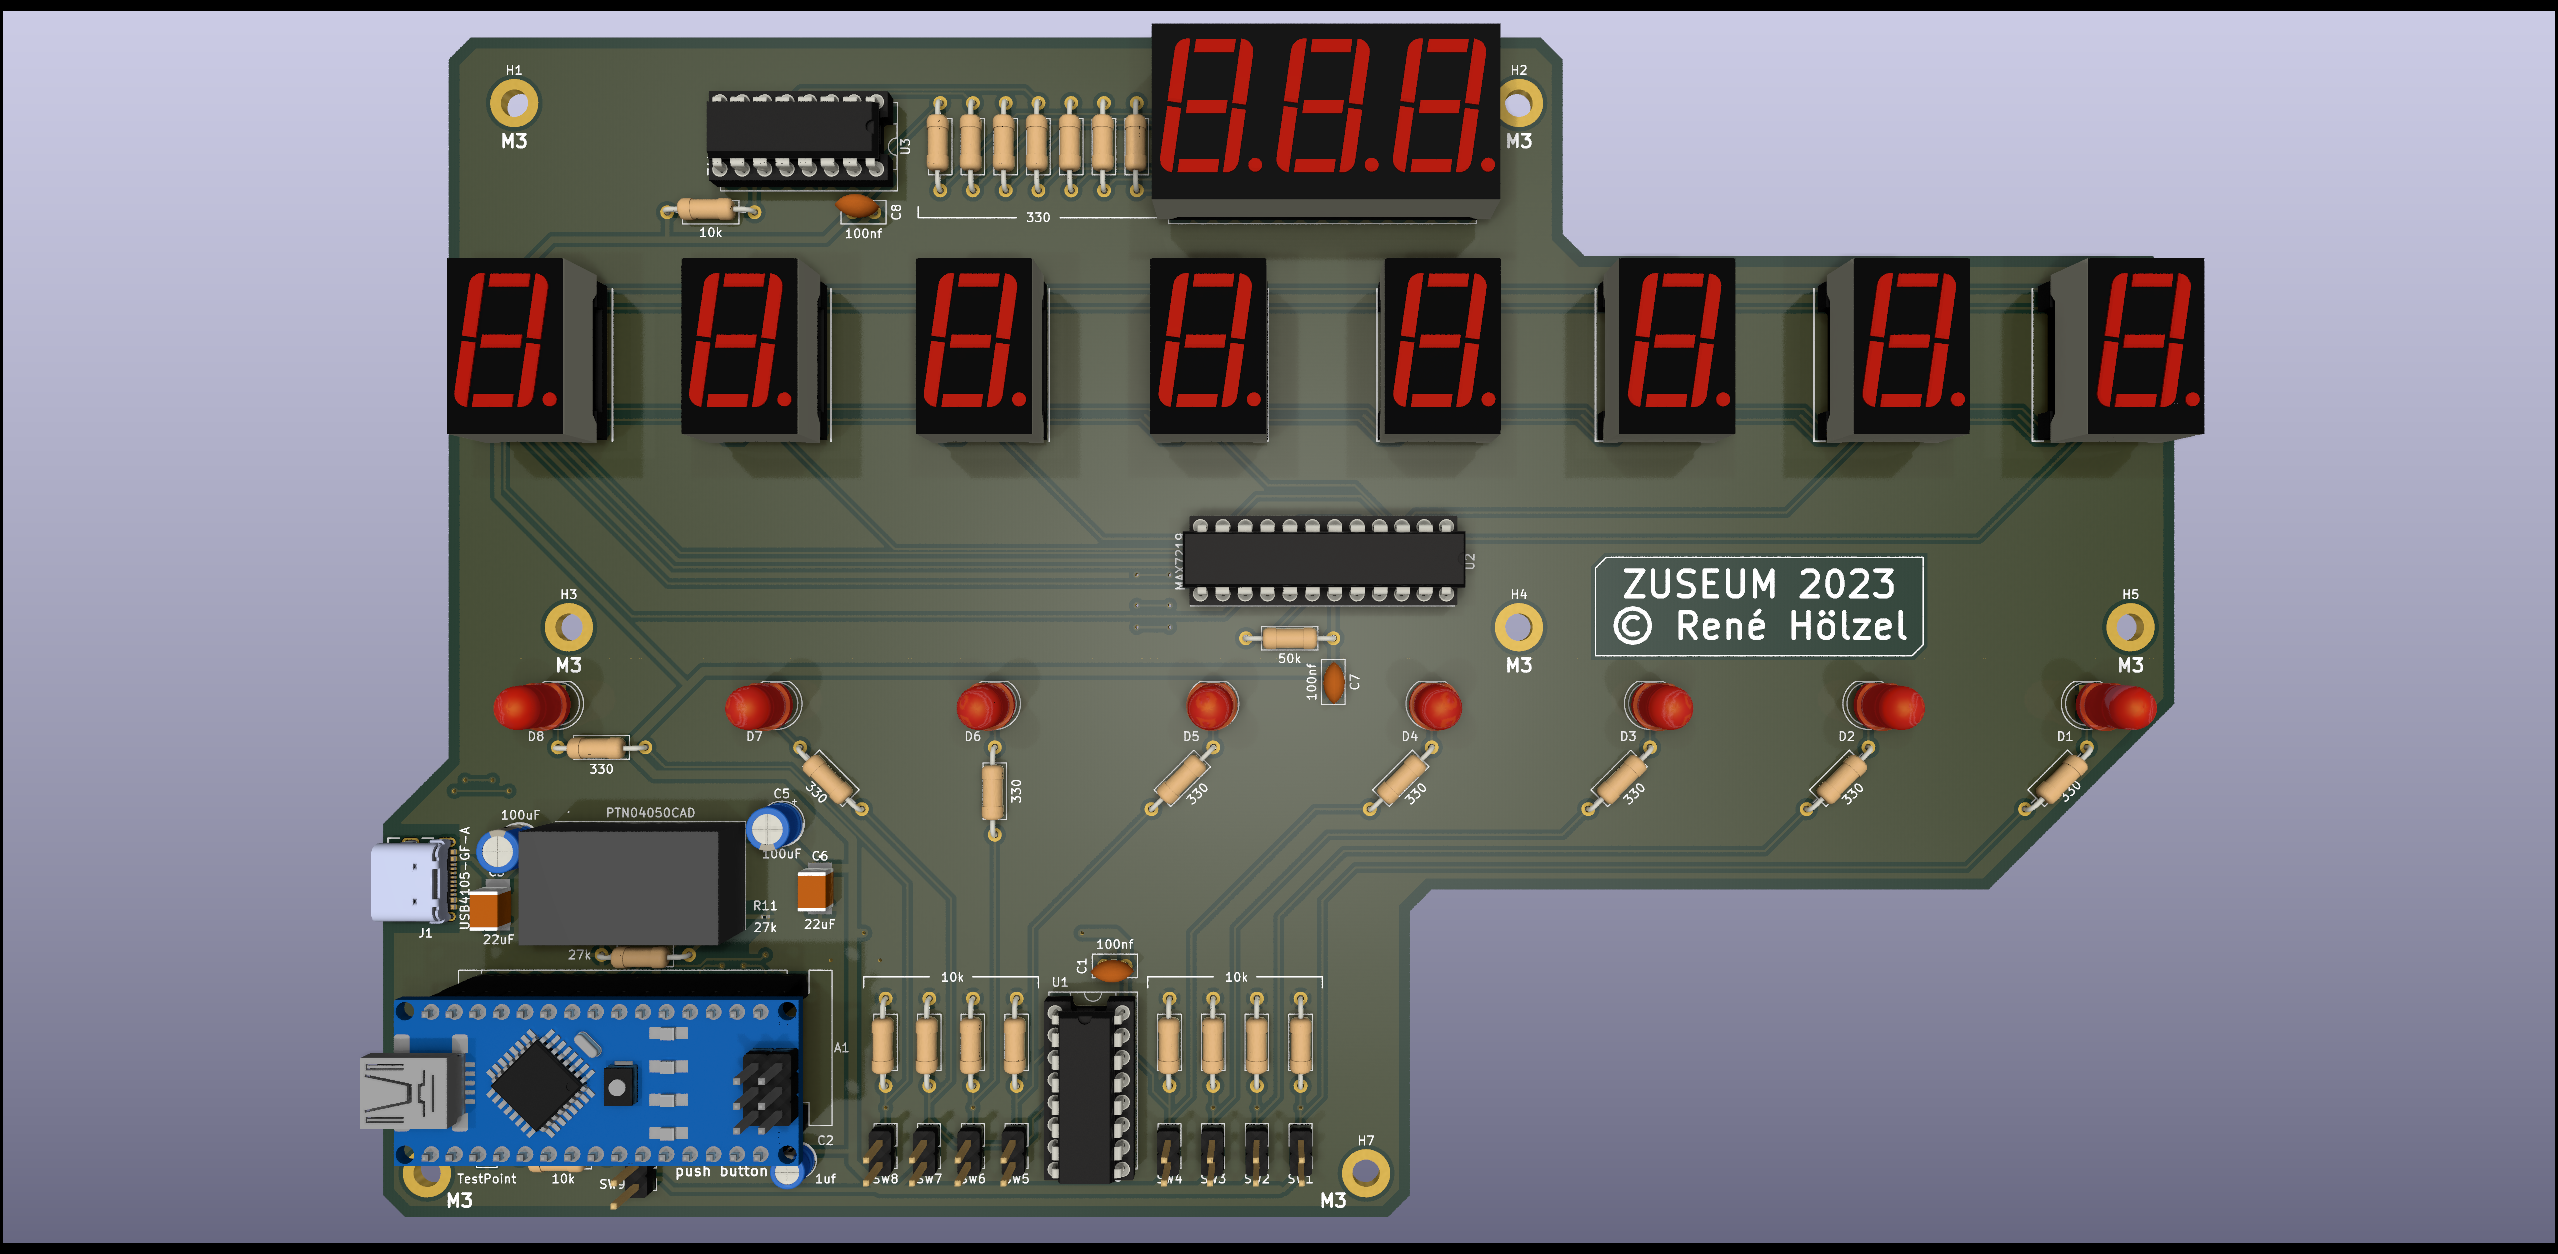 H1
M3
H2
M3
U3
10k
C8
100nf
330
MAX7219
U2
ZUSEUM 2023
© René Hölzel
H3
M3
H4
M3
H5
M3
50k
100nf
C7
D8
D7
D6
D5
D4
D3
D2
D1
330
330
330
330
330
330
330
330
100uF
PTN04050CAD
C5
100uF
C6
22uF
USB4105-GF-A
J1
22uF
R11
27k
27k
100nf
C1
10k
U1
10k
A1
C2
1uf
TestPoint
10k
SW9
push button
SW8
SW7
SW6
SW5
SW4
SW3
SW2
SW1
H7
M3
M3